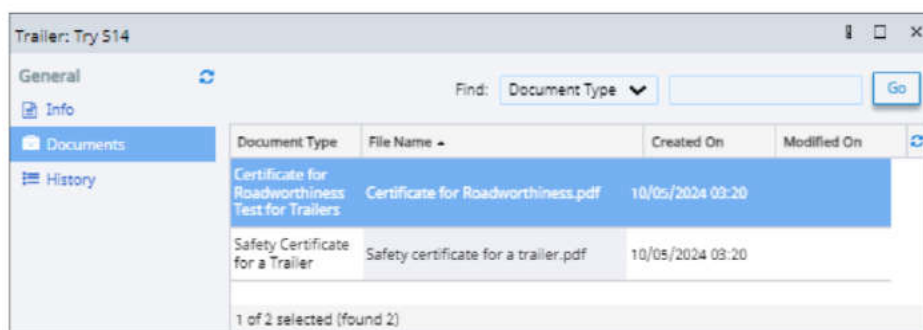 Trailer: Try S14
General
Info
Documents
History
Find: Document Type Go
Document Type File Name Created On Modified On
Certificate for
Roadworthiness
Test for Trailers
Certificate for Roadworthiness.pdf 10/05/2024 03:20
Safety Certificate
for a Trailer
Safety certificate for a trailer.pdf 10/05/2024 03:20
1 of 2 selected (found 2)